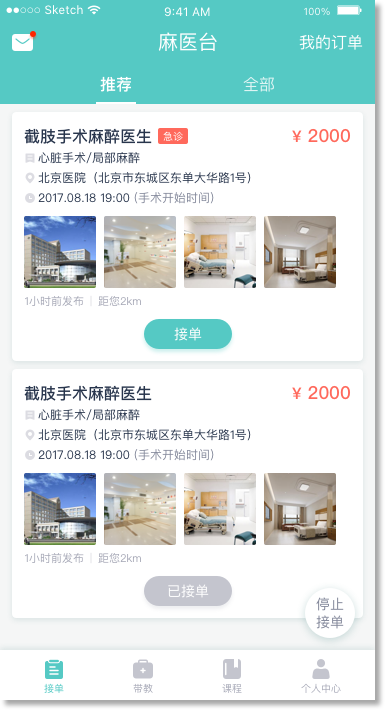 Sketch 9:41 AM 100%
麻医台 我的订单
推荐 全部
截肢手术麻醉医生 急诊 ¥ 2000
心脏手术/局部麻醉
北京医院（北京市东城区东单大华路1号）
2017.08.18 19:00 (手术开始时间)
1小时前发布 | 距您2km
接单
截肢手术麻醉医生 ¥ 2000
心脏手术/局部麻醉
北京医院（北京市东城区东单大华路1号）
2017.08.18 19:00 (手术开始时间)
1小时前发布 | 距您2km
已接单
停止
接单
接单 带教 课程 个人中心